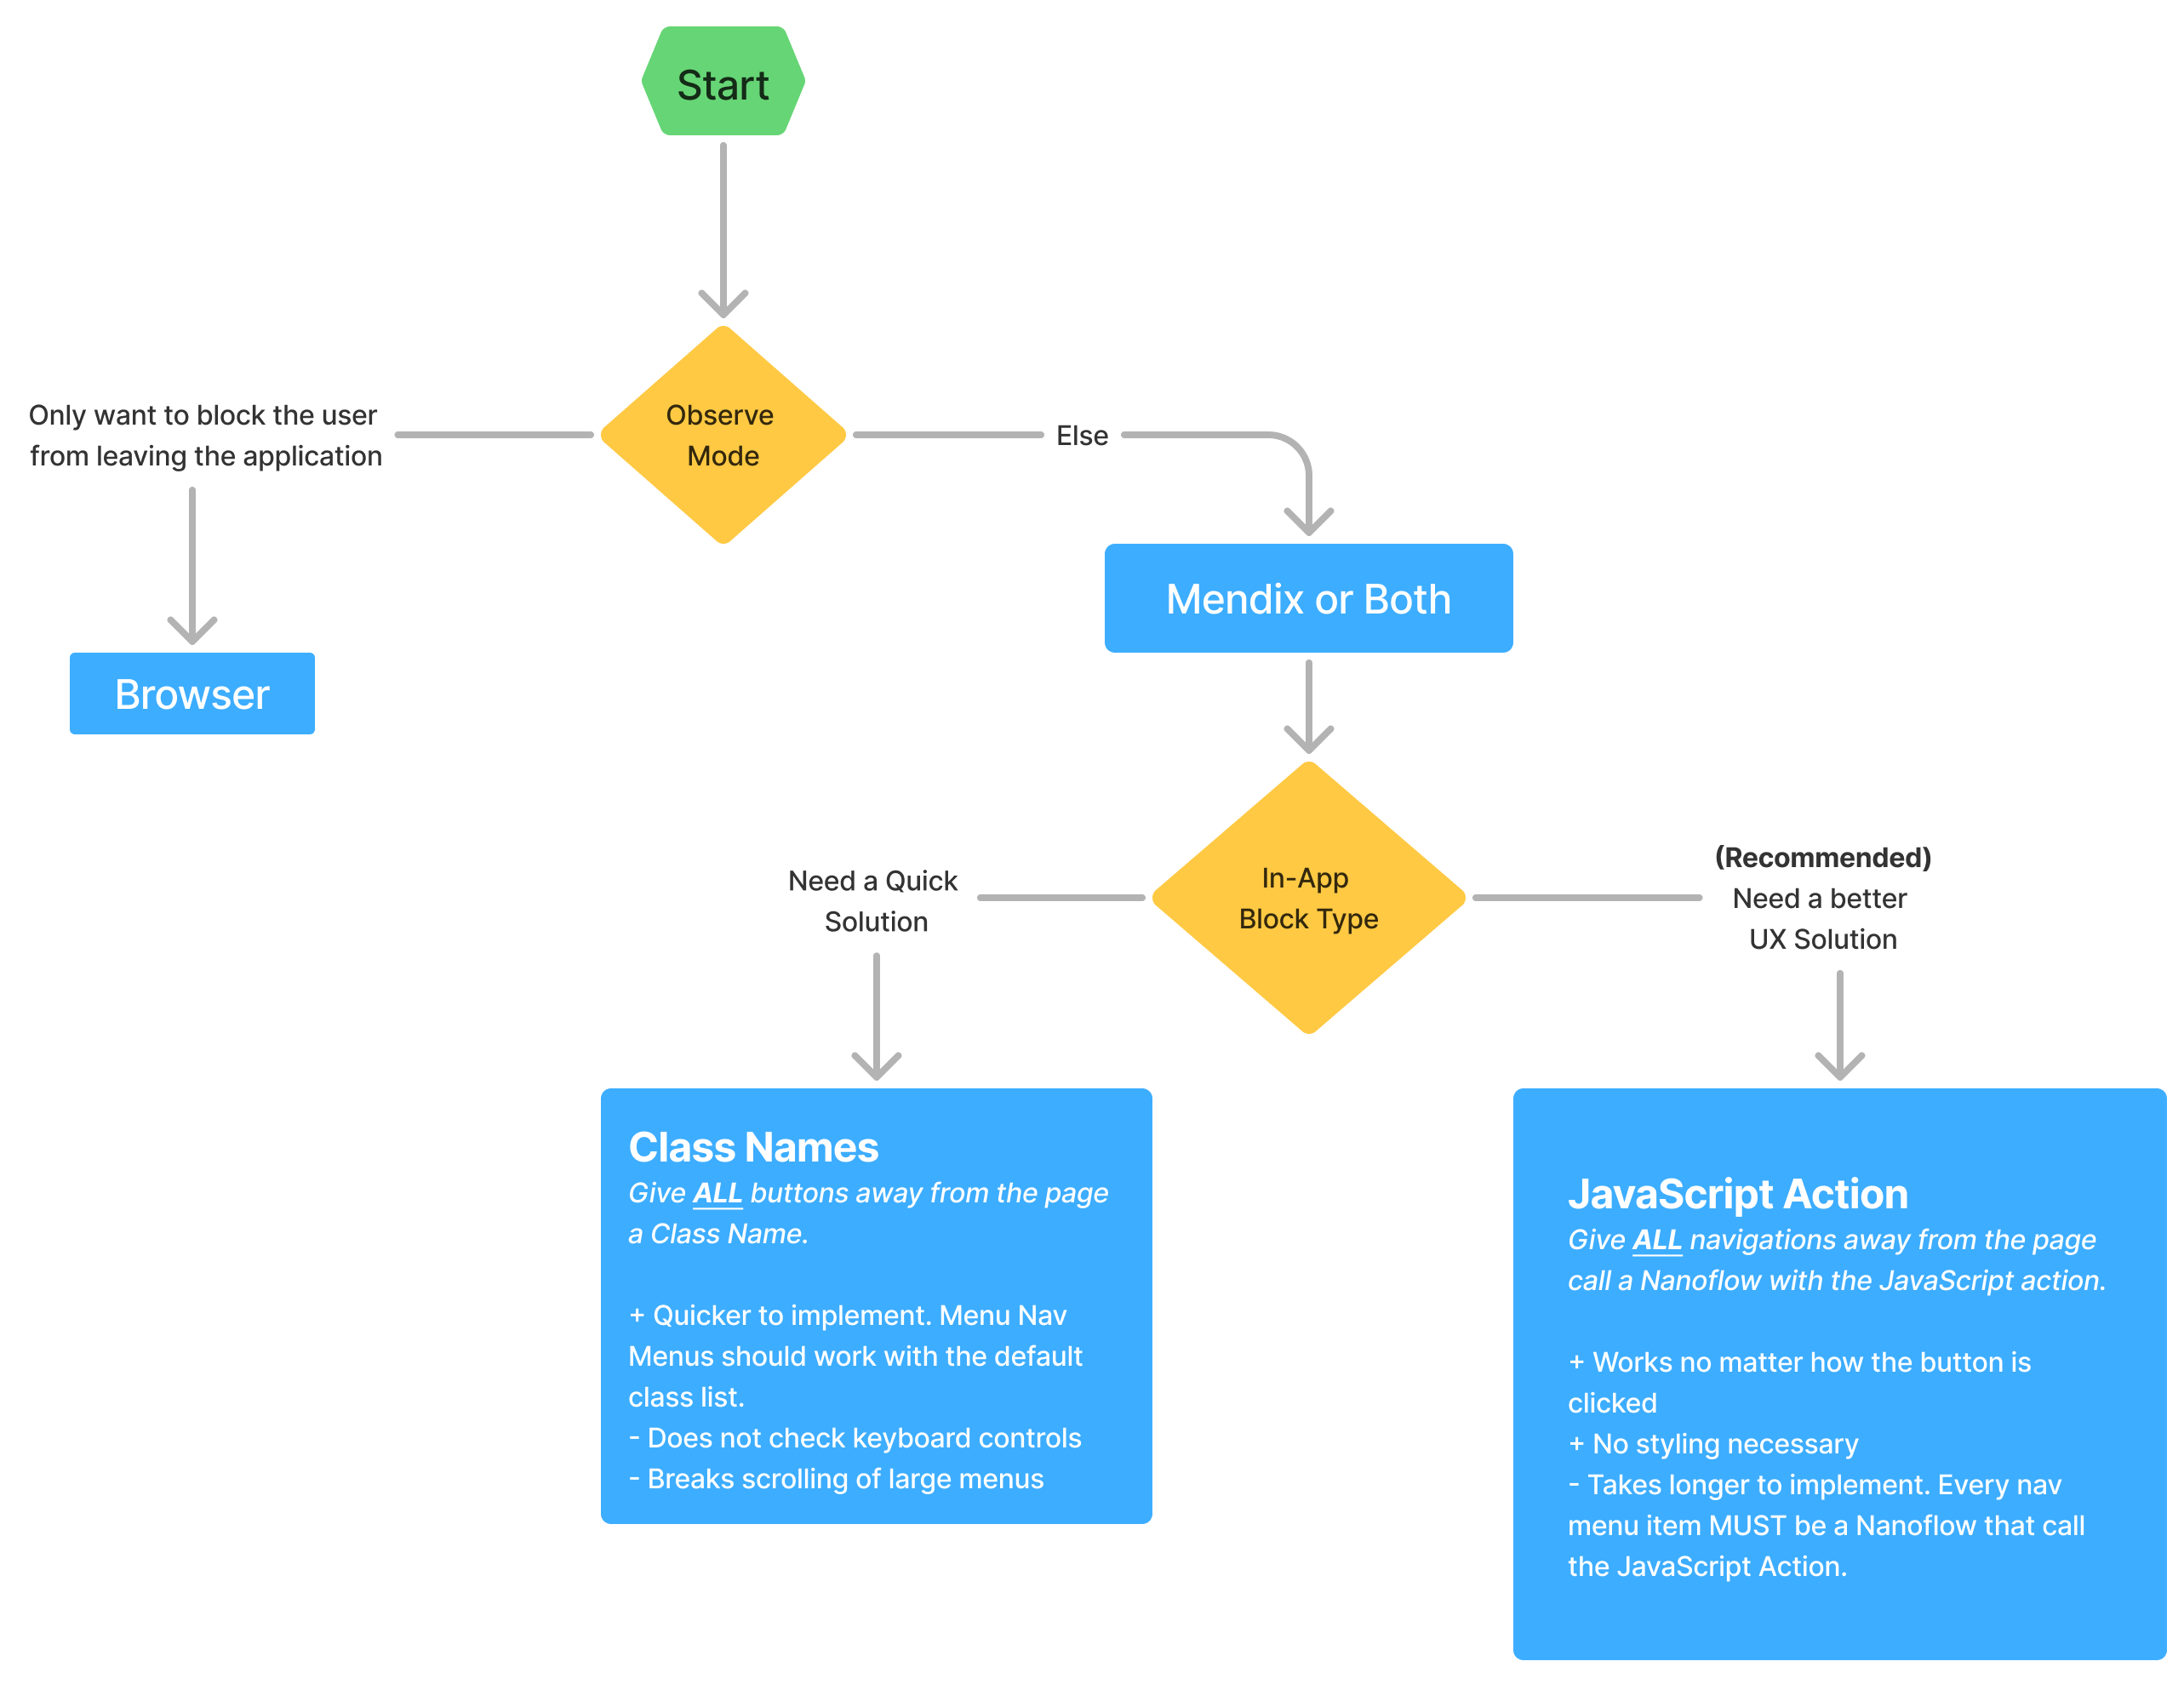 Start
Observe
Mode
Only want to block the user
from leaving the application
Else
Browser
Mendix or Both
In-App
Block Type
Need a Quick
Solution
(Recommended)
Need a better
UX Solution
Class Names
Give ALL buttons away from the page
a Class Name.
+ Quicker to implement. Menu Nav
Menus should work with the default
class list.
- Does not check keyboard controls
- Breaks scrolling of large menus
JavaScript Action
Give ALL navigations away from the page
call a Nanoflow with the JavaScript action.
+ Works no matter how the button is
clicked
+ No styling necessary
- Takes longer to implement. Every nav
menu item MUST be a Nanoflow that call
the JavaScript Action.